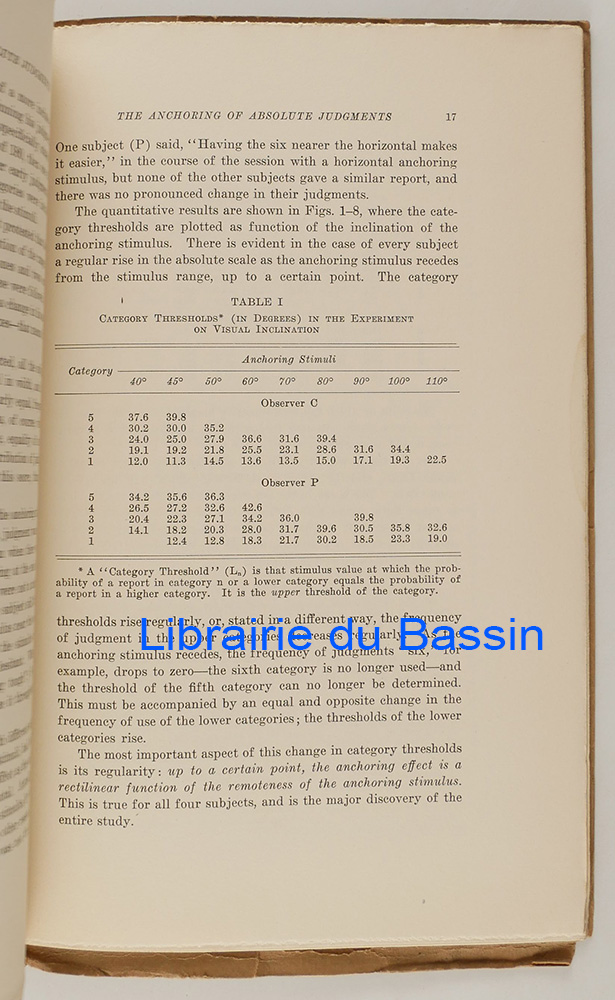 THE ANCHORING OF ABSOLUTE JUDGMENTS 17
One subject (P) said, "Having the six nearer the horizontal makes
it easier," in the course of the session with a horizontal anchoring
stimulus, but none of the other subjects gave a similar report, and
there was no pronounced change in their judgments.
The quantitative results are shown in Figs. 1–8, where the cate-
gory thresholds are plotted as function of the inclination of the
anchoring stimulus. There is evident in the case of every subject
a regular rise in the absolute scale as the anchoring stimulus recedes
from the stimulus range, up to a certain point. The category
TABLE I
CATEGORY THRESHOLDS* (IN DEGREES) IN THE EXPERIMENT
ON VISUAL INCLINATION
Anchoring Stimuli
Category
40° 45° 50° 60° 70° 80° 90° 100° 110°
Observer C
5 37.6 39.8
4 30.2 30.0 35.2
3 24.0 25.0 27.9 36.6 31.6 39.4
2 19.1 19.2 21.8 25.5 23.1 28.6 31.6 34.4
1 12.0 11.3 14.5 13.6 13.5 15.0 17.1 19.3 22.5
Observer P
5 34.2 35.6 36.3
4 26.5 27.2 32.6 42.6
3 20.4 22.3 27.1 34.2 36.0 39.8
2 14.1 18.2 20.3 28.0 31.7 39.6 30.5 35.8 32.6
1 12.4 12.8 18.3 21.7 30.2 18.5 23.3 19.0
* A "Category Threshold" (Ln) is that stimulus value at which the prob-
ability of a report in category n or a lower category equals the probability of
a report in a higher category. It is the upper threshold of the category.
thresholds rise regularly, or, stated in a different way, the frequency
of judgment in the upper categories decreases regularly. As the
Librairie du Bassin
anchoring stimulus recedes, the frequency of judgments "six," for
example, drops to zero—the sixth category is no longer used—and
the threshold of the fifth category can no longer be determined.
This must be accompanied by an equal and opposite change in the
frequency of use of the lower categories; the thresholds of the lower
categories rise.
The most important aspect of this change in category thresholds
is its regularity: up to a certain point, the anchoring effect is a
rectilinear function of the remoteness of the anchoring stimulus.
This is true for all four subjects, and is the major discovery of the
entire study.